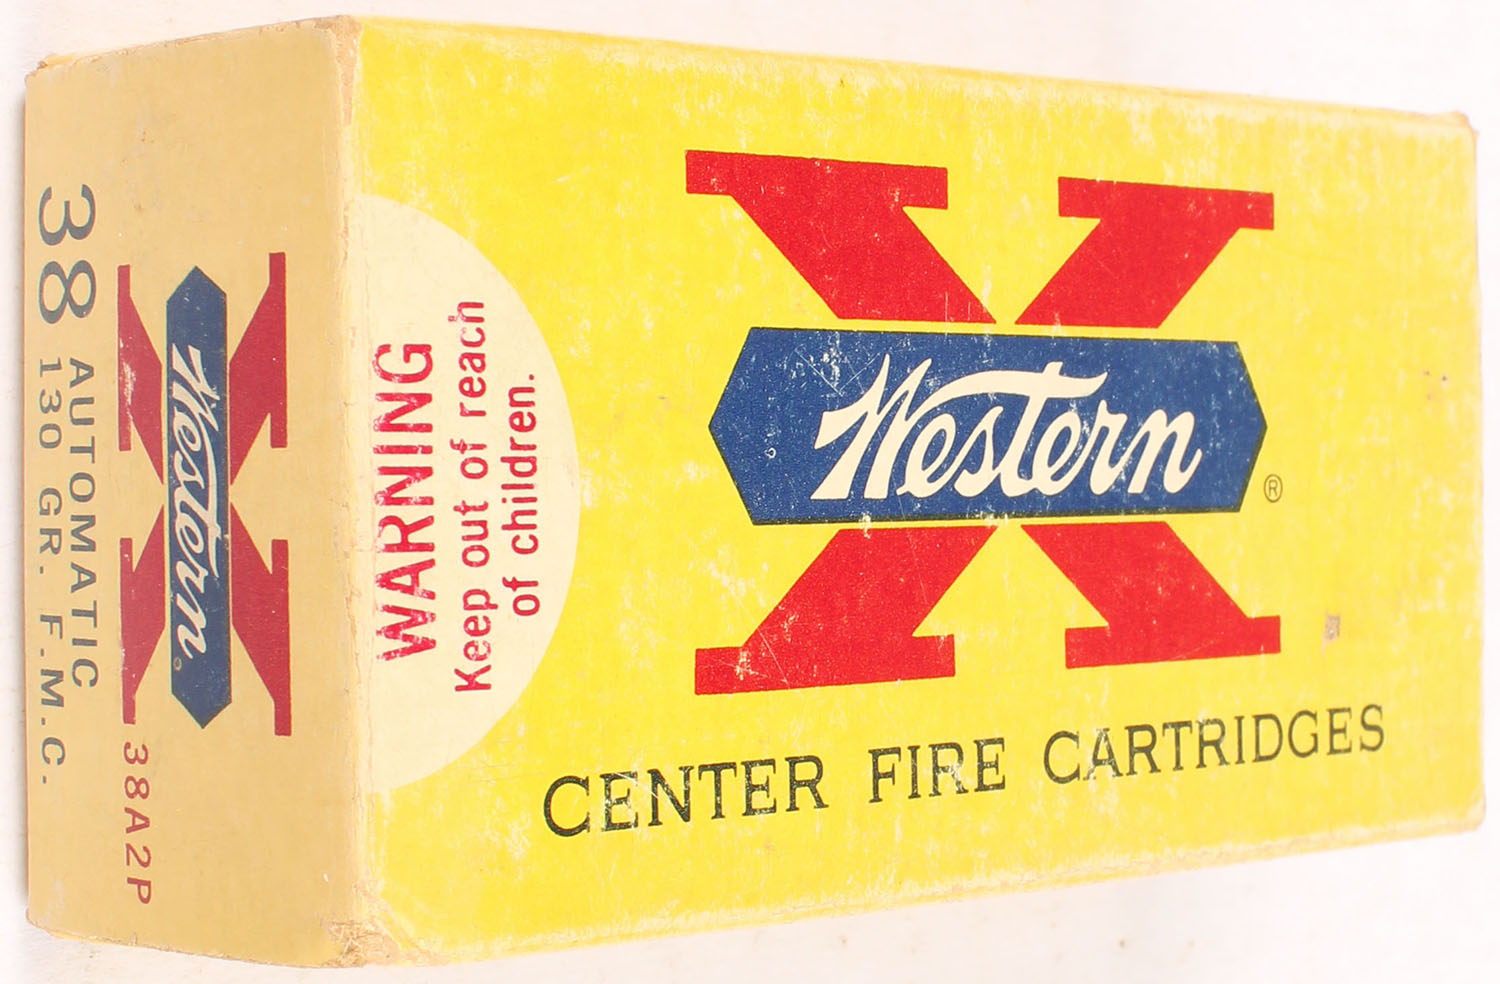 Western
®
CENTER FIRE CARTRIDGES
WARNING
Keep out of reach
of children.
Western
38A2P
38 AUTOMATIC
130 GR. F.M.C.